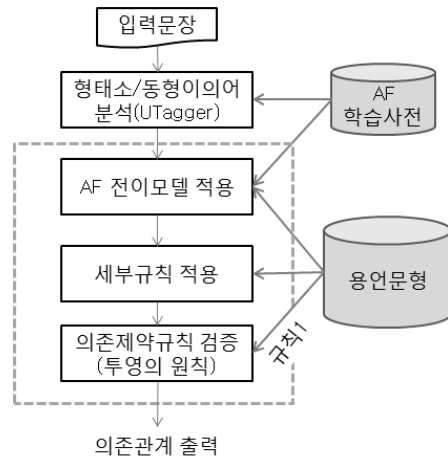 입력문장
형태소/동형이의어
분석(UTagger)
AF
학습사전
AF 전이모델 적용
세부규칙 적용
용언문형
의존제약규칙 검증
(투영의 원칙)
규칙1
의존관계 출력